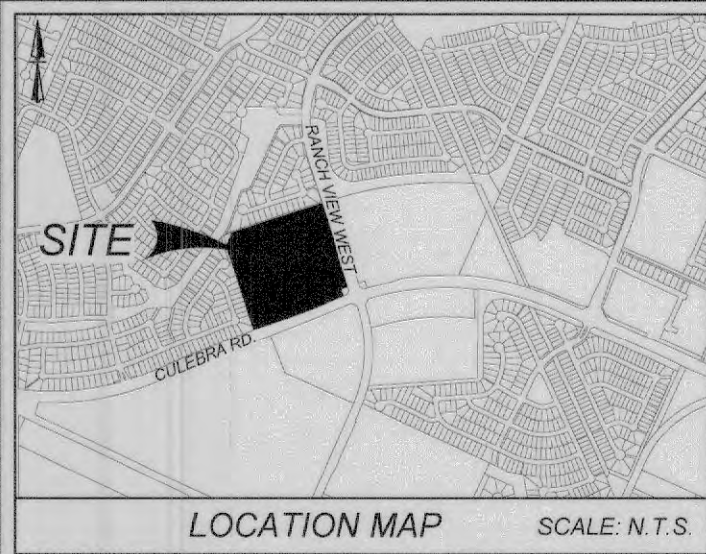 RANCH VIEW WEST
SITE
CULEBRA RD.
LOCATION MAP SCALE: N.T.S.